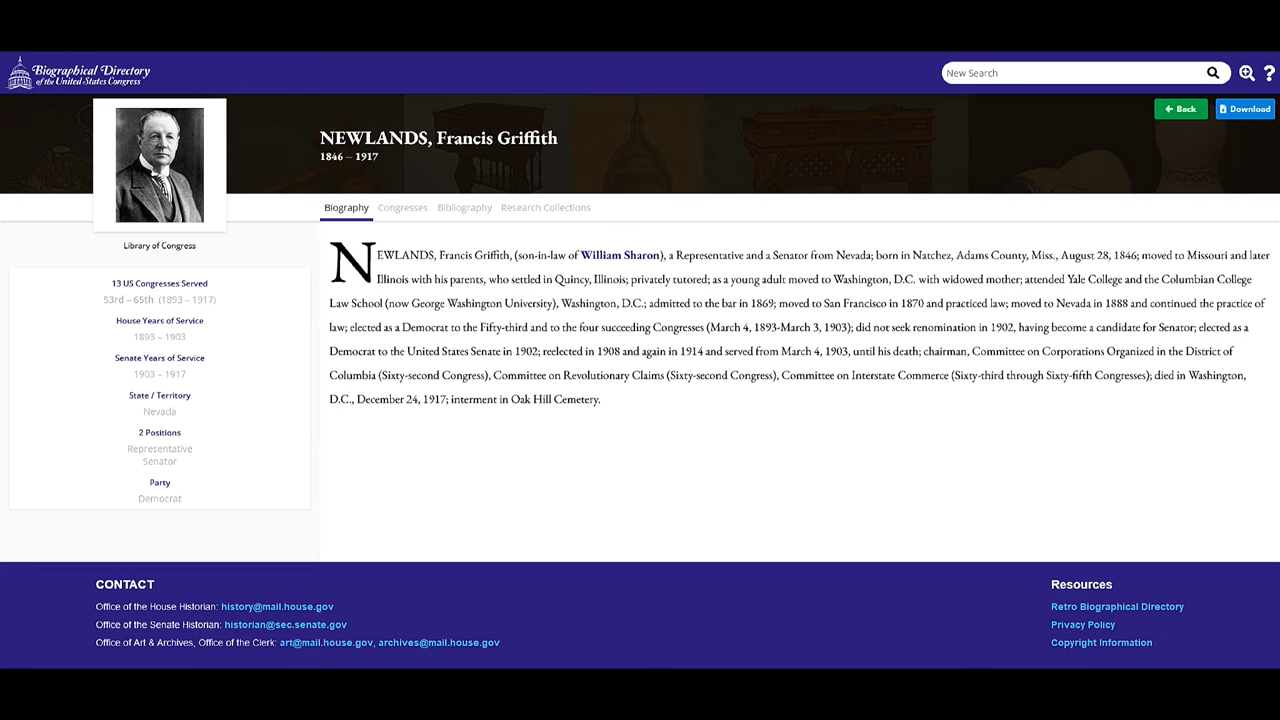 Biographical Directory
of the United States Congress
New Search
?
Back
Download
NEWLANDS, Francis Griffith
1846 – 1917
Biography
Congresses
Bibliography
Research Collections
Library of Congress
13 US Congresses Served
53rd – 65th (1893 – 1917)
House Years of Service
1893 – 1903
Senate Years of Service
1903 – 1917
State / Territory
Nevada
2 Positions
Representative
Senator
Party
Democrat
NEWLANDS, Francis Griffith, (son-in-law of William Sharon), a Representative and a Senator from Nevada; born in Natchez, Adams County, Miss., August 28, 1846; moved to Missouri and later
Illinois with his parents, who settled in Quincy, Illinois; privately tutored; as a young adult moved to Washington, D.C. with widowed mother; attended Yale College and the Columbian College
Law School (now George Washington University), Washington, D.C.; admitted to the bar in 1869; moved to San Francisco in 1870 and practiced law; moved to Nevada in 1888 and continued the practice of
law; elected as a Democrat to the Fifty-third and to the four succeeding Congresses (March 4, 1893-March 3, 1903); did not seek renomination in 1902, having become a candidate for Senator; elected as a
Democrat to the United States Senate in 1902; reelected in 1908 and again in 1914 and served from March 4, 1903, until his death; chairman, Committee on Corporations Organized in the District of
Columbia (Sixty-second Congress), Committee on Revolutionary Claims (Sixty-second Congress), Committee on Interstate Commerce (Sixty-third through Sixty-fifth Congresses); died in Washington,
D.C., December 24, 1917; interment in Oak Hill Cemetery.
CONTACT
Office of the House Historian: history@mail.house.gov
Office of the Senate Historian: historian@sec.senate.gov
Office of Art & Archives, Office of the Clerk: art@mail.house.gov, archives@mail.house.gov
Resources
Retro Biographical Directory
Privacy Policy
Copyright Information